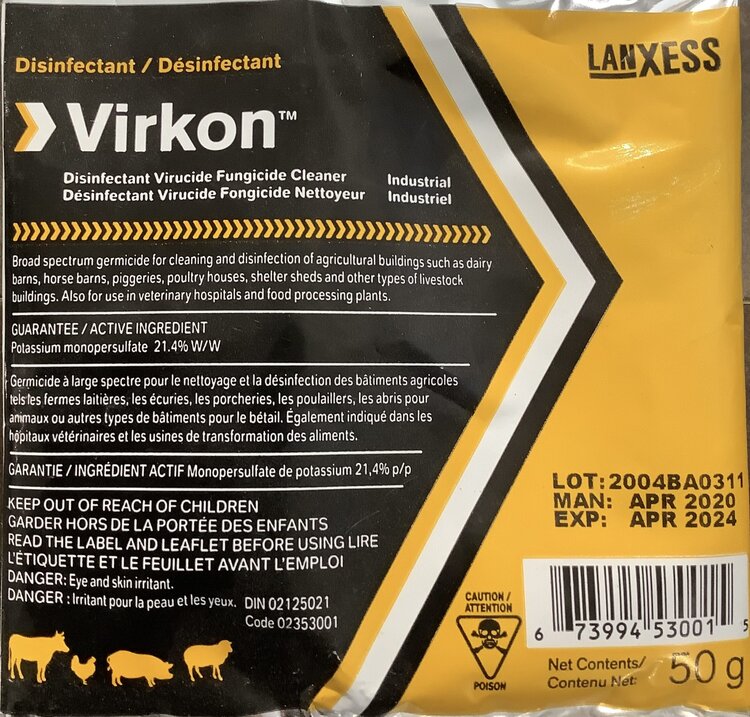 Disinfectant / Désinfectant
LANXESS
Virkon™
Disinfectant Virucide Fungicide Cleaner Industrial
Désinfectant Virucide Fongicide Nettoyeur Industriel
Broad spectrum germicide for cleaning and disinfection of agricultural buildings such as dairy
barns, horse barns, piggeries, poultry houses, shelter sheds and other types of livestock
buildings. Also for use in veterinary hospitals and food processing plants.
GUARANTEE / ACTIVE INGREDIENT
Potassium monopersulfate 21.4% W/W
Germicide à large spectre pour le nettoyage et la désinfection des bâtiments agricoles
tels les fermes laitières, les écuries, les porcheries, les poulaillers, les abris pour
animaux ou autres types de bâtiments pour le bétail. Également indiqué dans les
hôpitaux vétérinaires et les usines de transformation des aliments.
GARANTIE / INGRÉDIENT ACTIF Monopersulfate de potassium 21,4% p/p
KEEP OUT OF REACH OF CHILDREN
GARDER HORS DE LA PORTÉE DES ENFANTS
READ THE LABEL AND LEAFLET BEFORE USING LIRE
L'ÉTIQUETTE ET LE FEUILLET AVANT L'EMPLOI
DANGER: Eye and skin irritant.
DANGER : Irritant pour la peau et les yeux. DIN 02125021
Code 02353001
LOT: 2004BA0311
MAN: APR 2020
EXP: APR 2024
CAUTION /
ATTENTION
POISON
6 73994 53001 5
Net Contents/
Contenu Net: 50 g